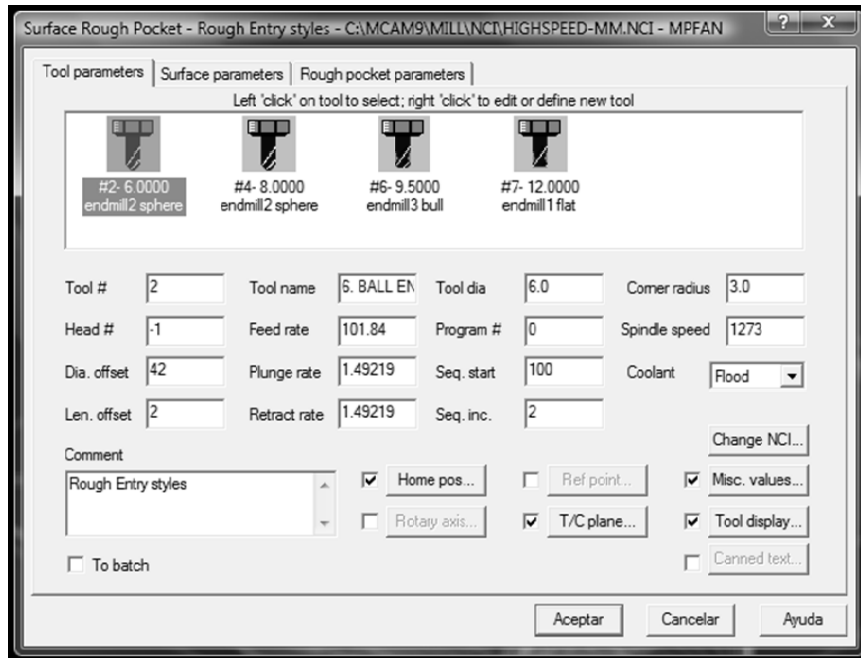 Surface Rough Pocket - Rough Entry styles - C:\MCAM9\MILL\NCI\HIGHSPEED-MM.NCI - MPFAN
Tool parameters Surface parameters Rough pocket parameters
Left 'click' on tool to select; right 'click' to edit or define new tool
#2- 6.0000 #4- 8.0000 #6- 9.5000 #7- 12.0000
endmill2 sphere endmill2 sphere endmill3 bull endmill1 flat
Tool # 2 Tool name 6. BALL EN Tool dia 6.0 Corner radius 3.0
Head # -1 Feed rate 101.84 Program # 0 Spindle speed 1273
Dia. offset 42 Plunge rate 1.49219 Seq. start 100 Coolant Flood
Len. offset 2 Retract rate 1.49219 Seq. inc. 2
Change NCI...
Comment
Rough Entry styles
Home pos... Ref point... Misc. values...
Rotary axis... T/C plane... Tool display...
To batch Canned text...
Aceptar Cancelar Ayuda